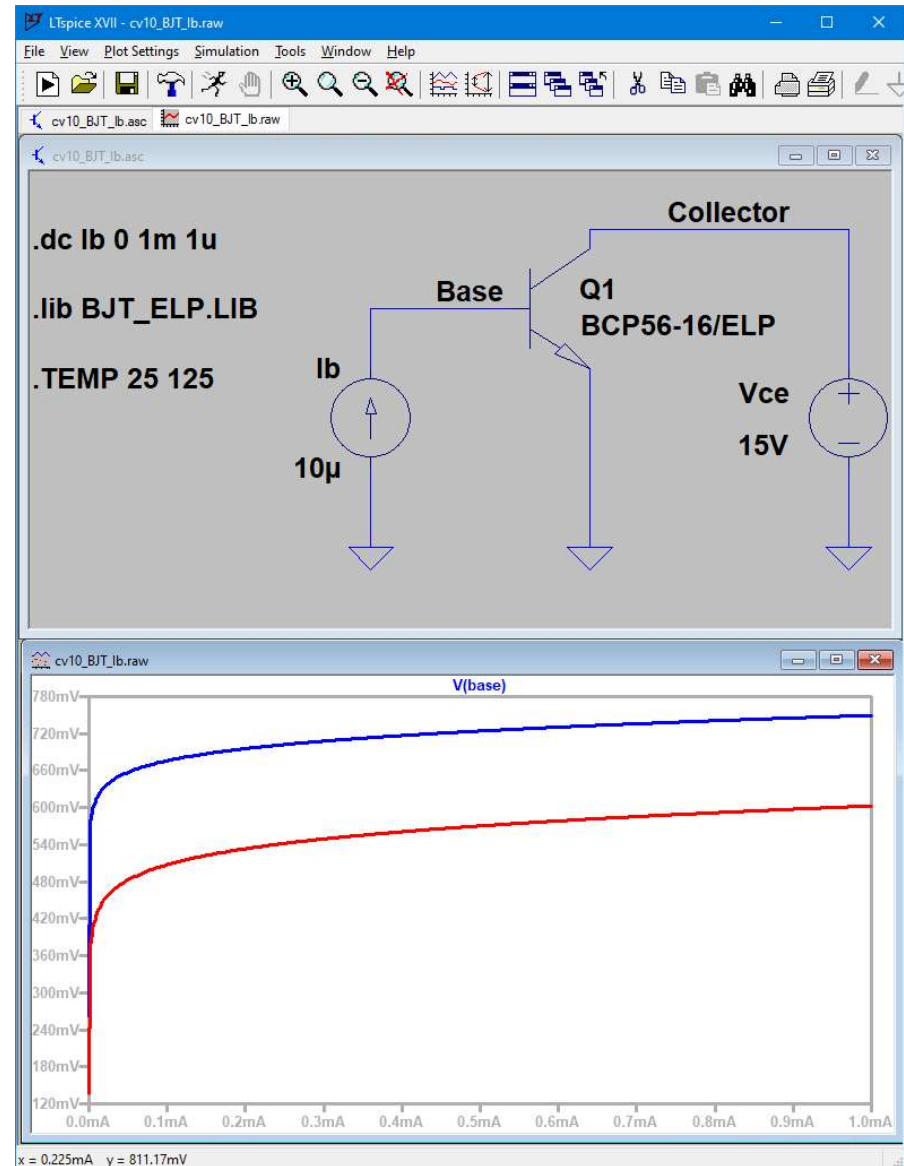 LTspice XVII - cv10_BJT_Ib.raw
File View Plot Settings Simulation Tools Window Help
cv10_BJT_Ib.asc cv10_BJT_Ib.raw
cv10_BJT_Ib.asc
Collector
.dc Ib 0 1m 1u
Base
Q1
.lib BJT_ELP.LIB
BCP56-16/ELP
.TEMP 25 125
Ib
Vce
15V
10µ
cv10_BJT_Ib.raw
V(base)
780mV
720mV
660mV
600mV
540mV
480mV
420mV
360mV
300mV
240mV
180mV
120mV
0.0mA 0.1mA 0.2mA 0.3mA 0.4mA 0.5mA 0.6mA 0.7mA 0.8mA 0.9mA 1.0mA
x = 0.225mA y = 811.17mV